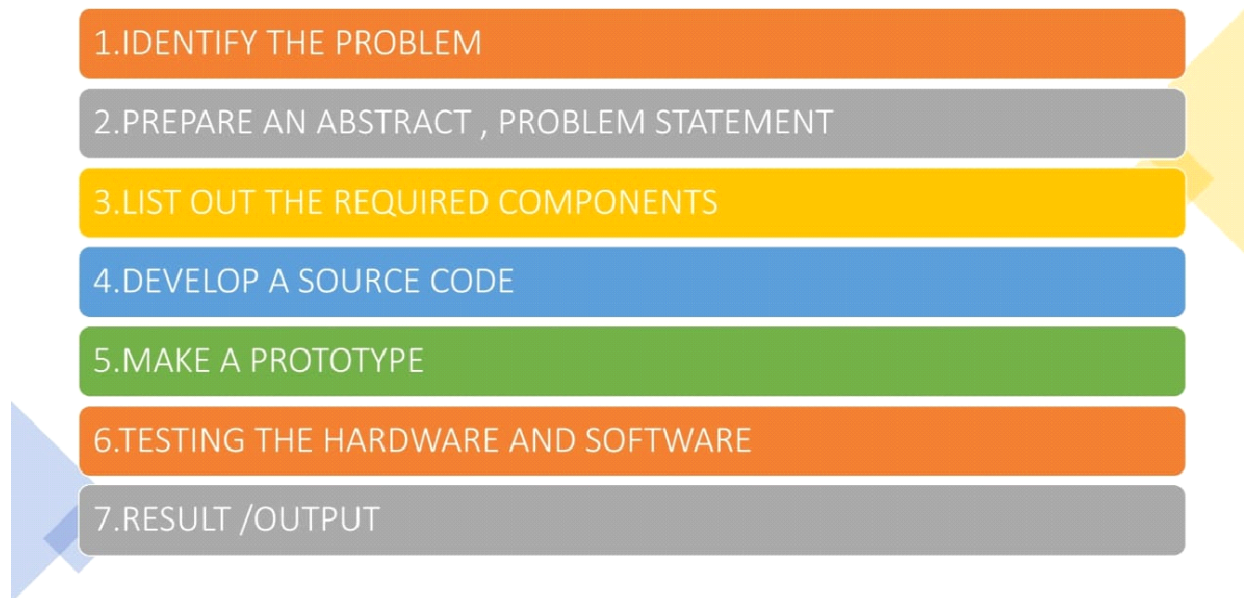 1.IDENTIFY THE PROBLEM
2.PREPARE AN ABSTRACT , PROBLEM STATEMENT
3.LIST OUT THE REQUIRED COMPONENTS
4.DEVELOP A SOURCE CODE
5.MAKE A PROTOTYPE
6.TESTING THE HARDWARE AND SOFTWARE
7.RESULT /OUTPUT